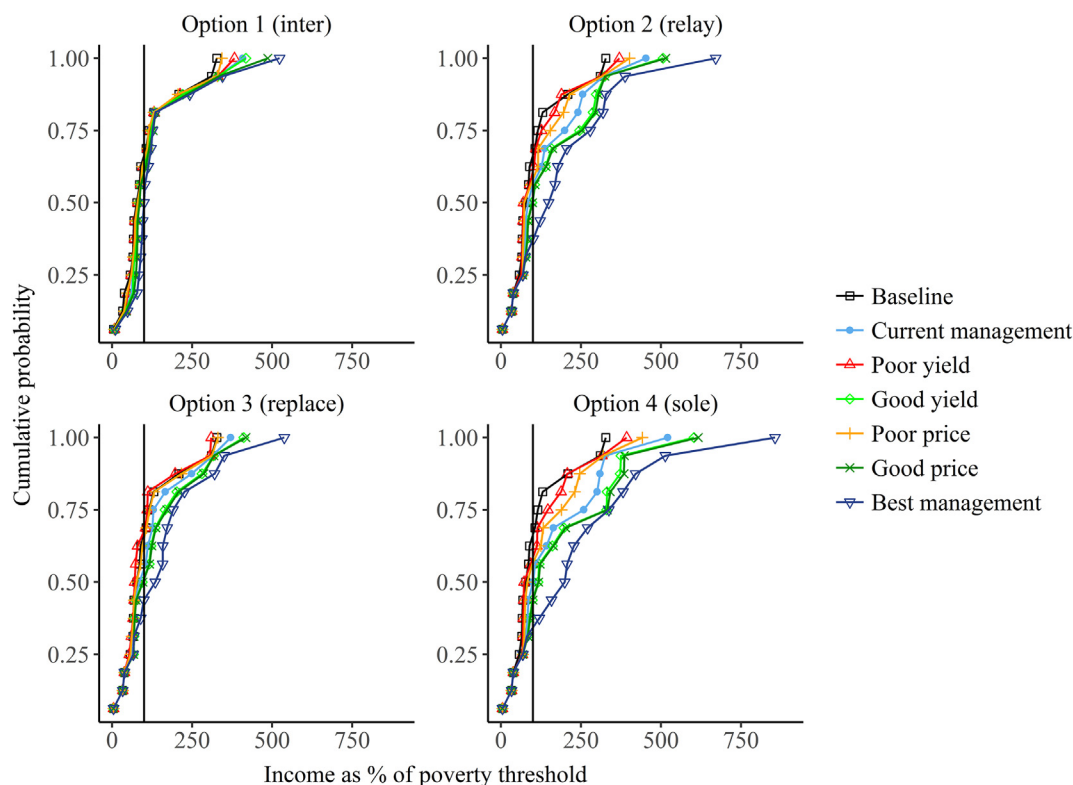 Option 1 (inter)
Option 2 (relay)
1.00
0.75
0.50
0.25
0
250
500
750
1.00
0.75
0.50
0.25
0
250
500
750
Option 3 (replace)
Option 4 (sole)
1.00
0.75
0.50
0.25
0
250
500
750
1.00
0.75
0.50
0.25
0
250
500
750
Cumulative probability
Income as % of poverty threshold
Baseline
Current management
Poor yield
Good yield
Poor price
Good price
Best management